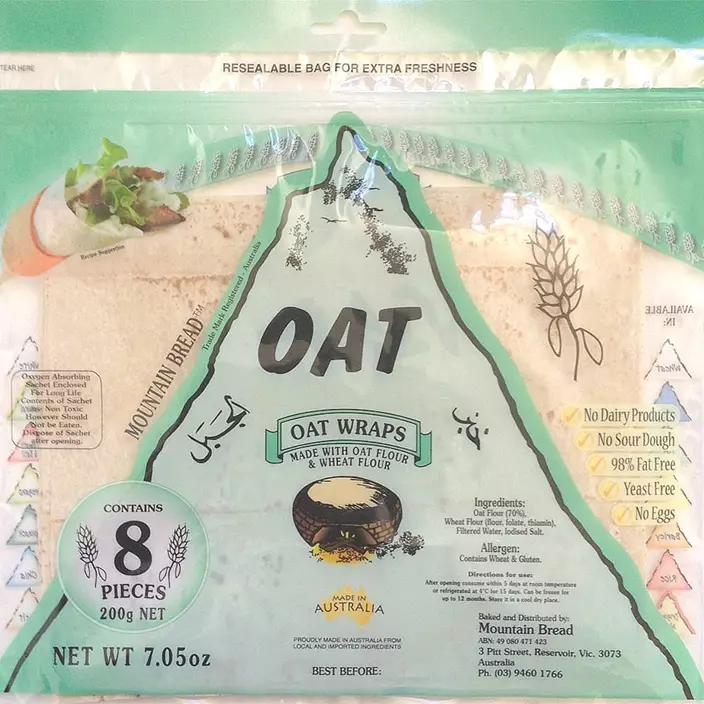 TEAR HERE
RESEALABLE BAG FOR EXTRA FRESHNESS
Recipe Suggestion
MOUNTAIN BREAD™
Trade Mark Registered - Australia
OAT
خبز
الجبل
OAT WRAPS
MADE WITH OAT FLOUR
& WHEAT FLOUR
AVAILABLE
IN:
Wheat
Barley
Rice
Oxygen Absorbing
Sachet Enclosed
For Long Life
Contents of Sachet
Non Toxic
However Should
Not be Eaten.
Dispose of Sachet
after opening.
No Dairy Products
No Sour Dough
98% Fat Free
Yeast Free
No Eggs
CONTAINS
8
PIECES
200g NET
NET WT 7.05oz
MADE IN
AUSTRALIA
PROUDLY MADE IN AUSTRALIA FROM
LOCAL AND IMPORTED INGREDIENTS
BEST BEFORE:
Ingredients:
Oat Flour (70%),
Wheat Flour (flour, folate, thiamin),
Filtered Water, Iodised Salt.
Allergen:
Contains Wheat & Gluten.
Directions for use:
After opening consume within 5 days at room temperature
or refrigerated at 4°C for 15 days. Can be frozen for
up to 12 months. Store it in a cool dry place.
Baked and Distributed by:
Mountain Bread
ABN: 49 080 471 423
3 Pitt Street, Reservoir, Vic. 3073
Australia
Ph. (03) 9460 1766